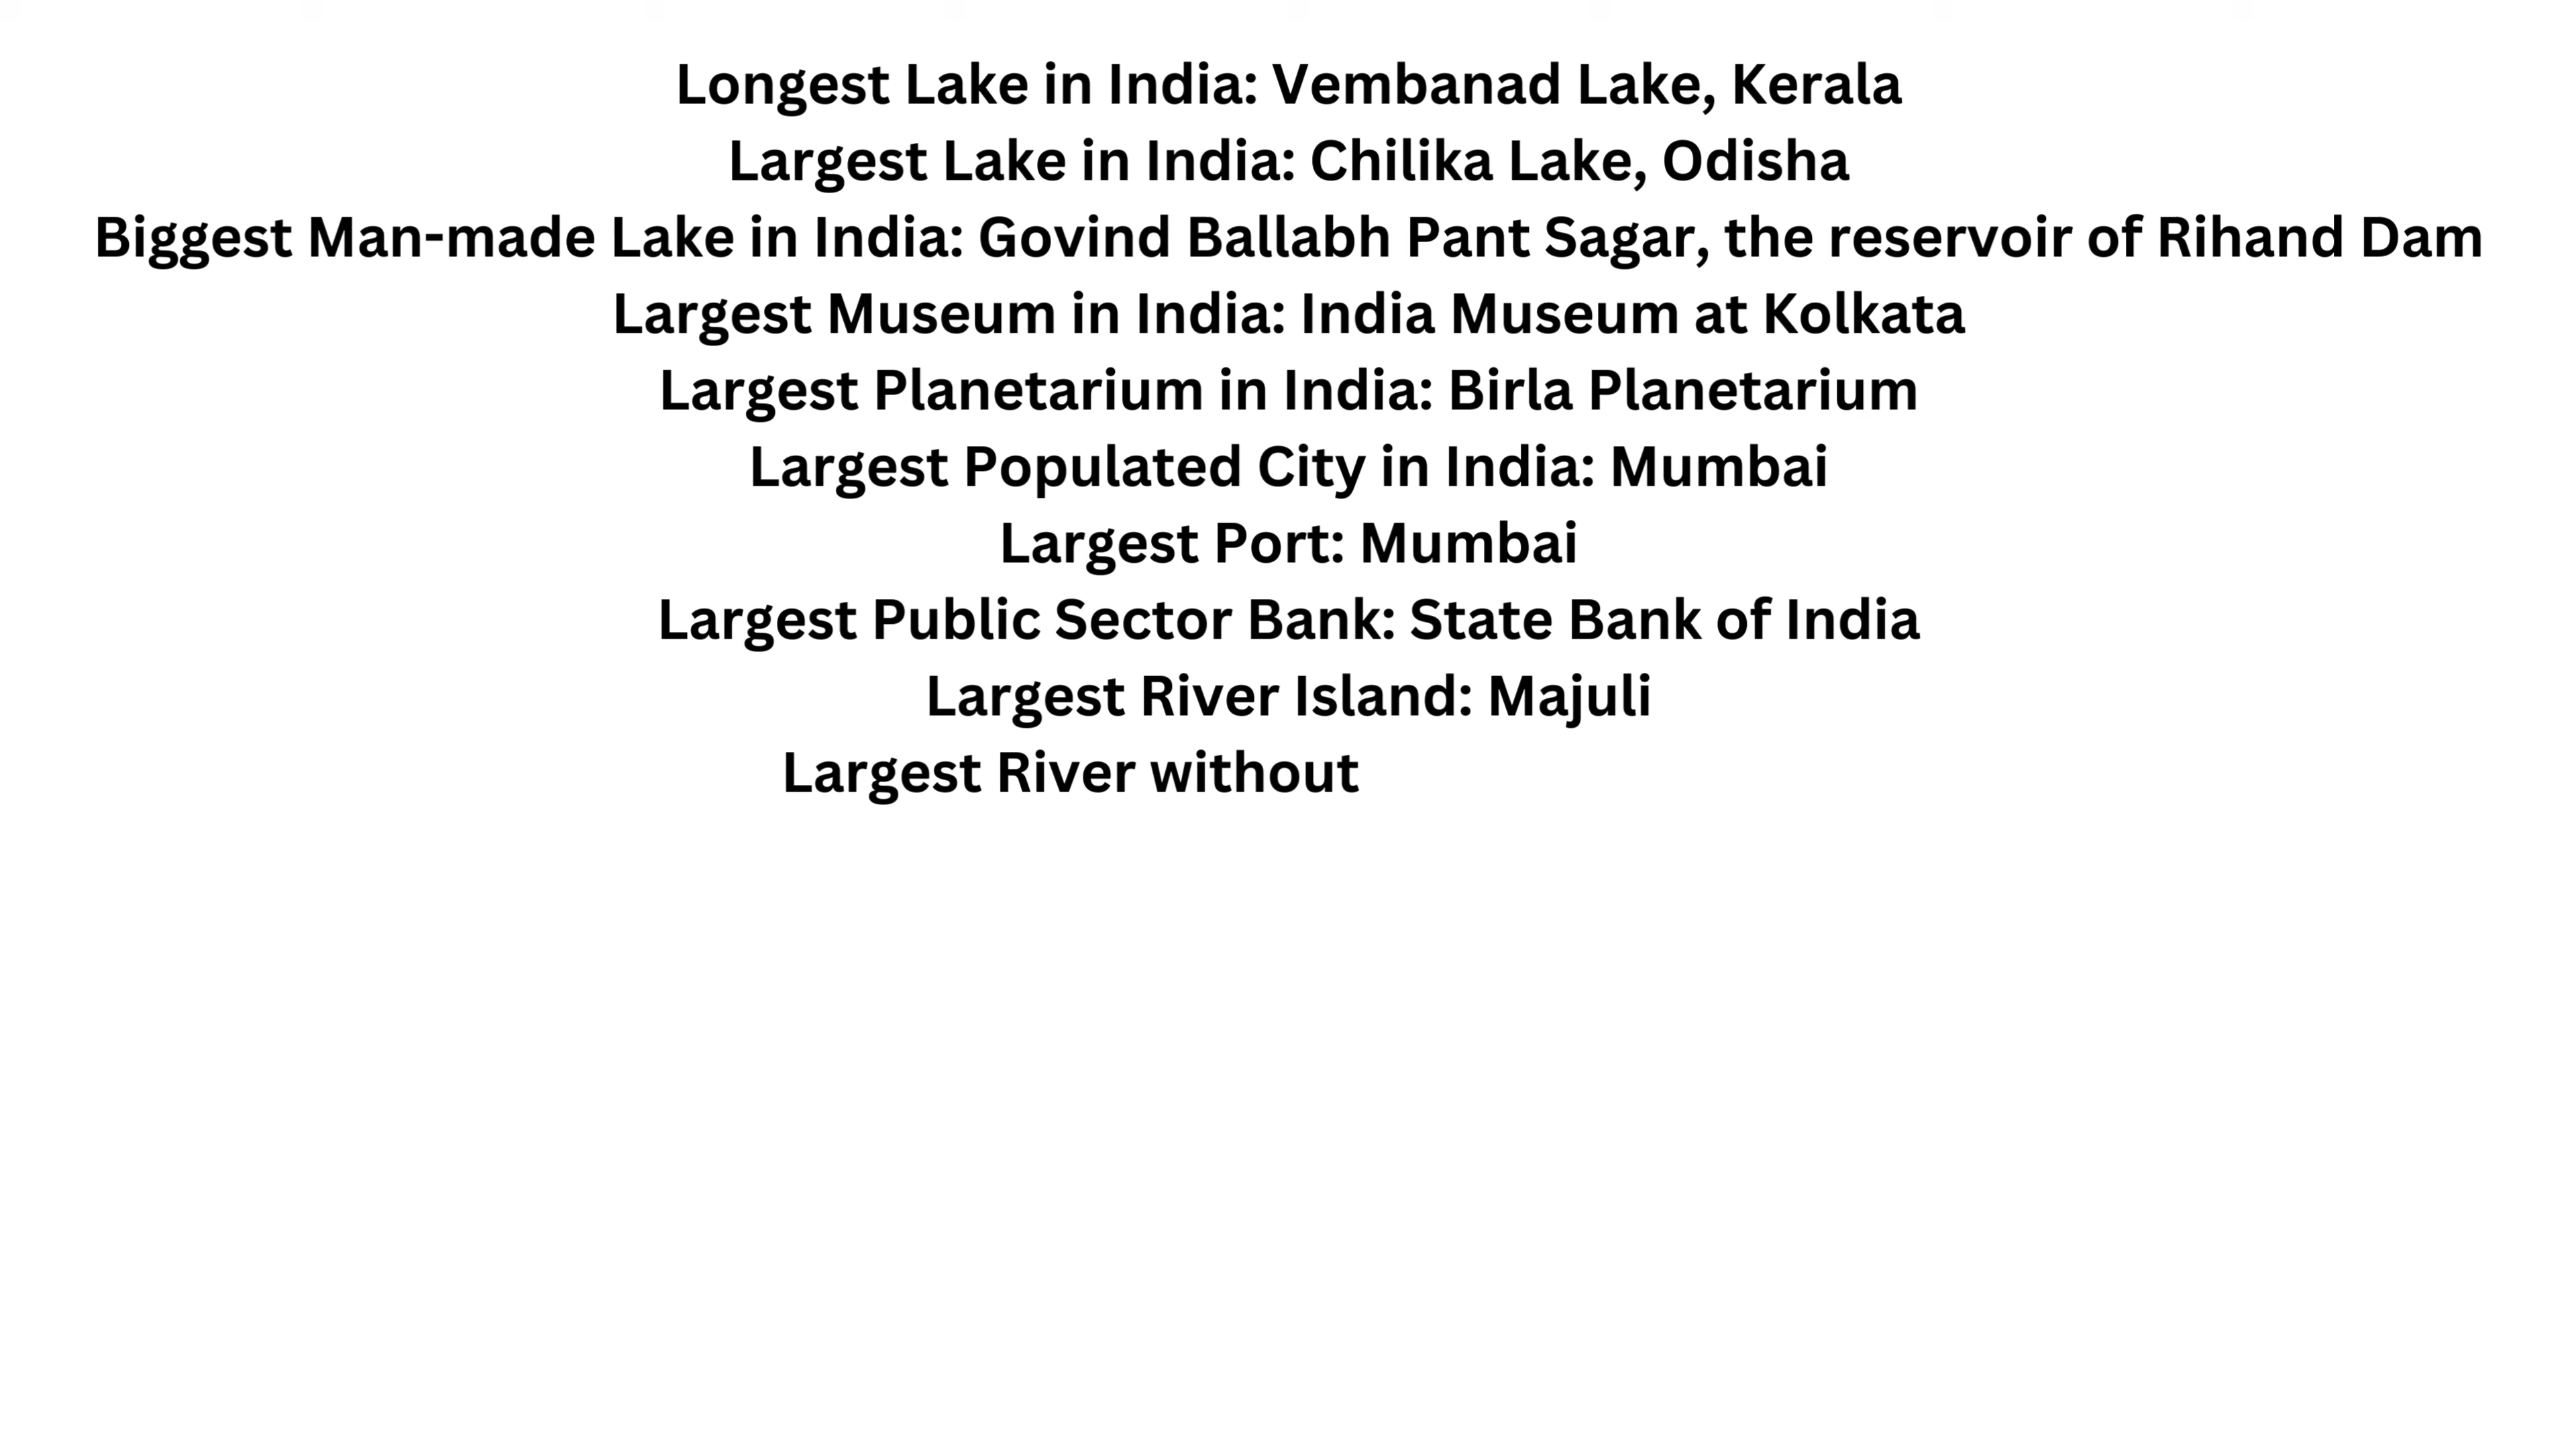 Longest Lake in India: Vembanad Lake, Kerala
Largest Lake in India: Chilika Lake, Odisha
Biggest Man-made Lake in India: Govind Ballabh Pant Sagar, the reservoir of Rihand Dam
Largest Museum in India: India Museum at Kolkata
Largest Planetarium in India: Birla Planetarium
Largest Populated City in India: Mumbai
Largest Port: Mumbai
Largest Public Sector Bank: State Bank of India
Largest River Island: Majuli
Largest River without